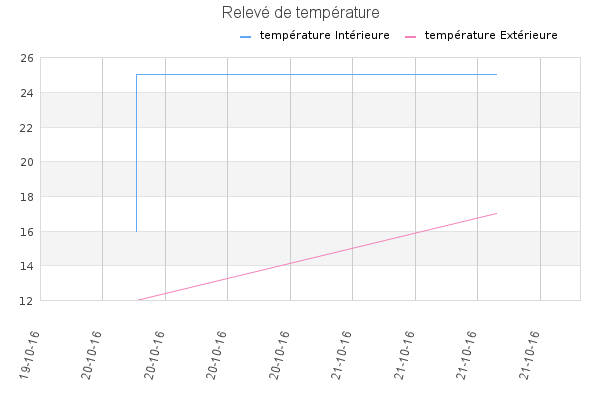 Relevé de température
température Intérieure température Extérieure
26
24
22
20
18
16
14
12
19-10-16 20-10-16 20-10-16 20-10-16 20-10-16 21-10-16 21-10-16 21-10-16 21-10-16